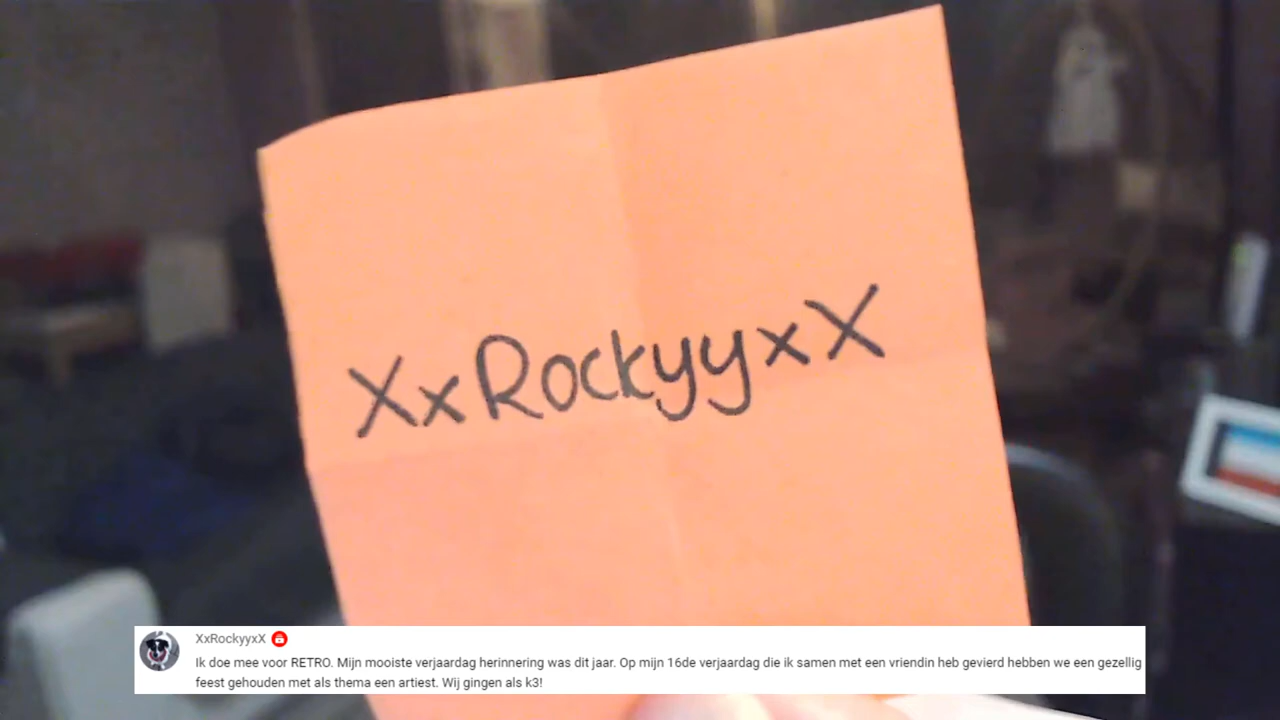 XxRockyyxX
XxRockyyxX
Ik doe mee voor RETRO. Mijn mooiste verjaardag herinnering was dit jaar. Op mijn 16de verjaardag die ik samen met een vriendin heb gevierd hebben we een gezellig
feest gehouden met als thema een artiest. Wij gingen als k3!